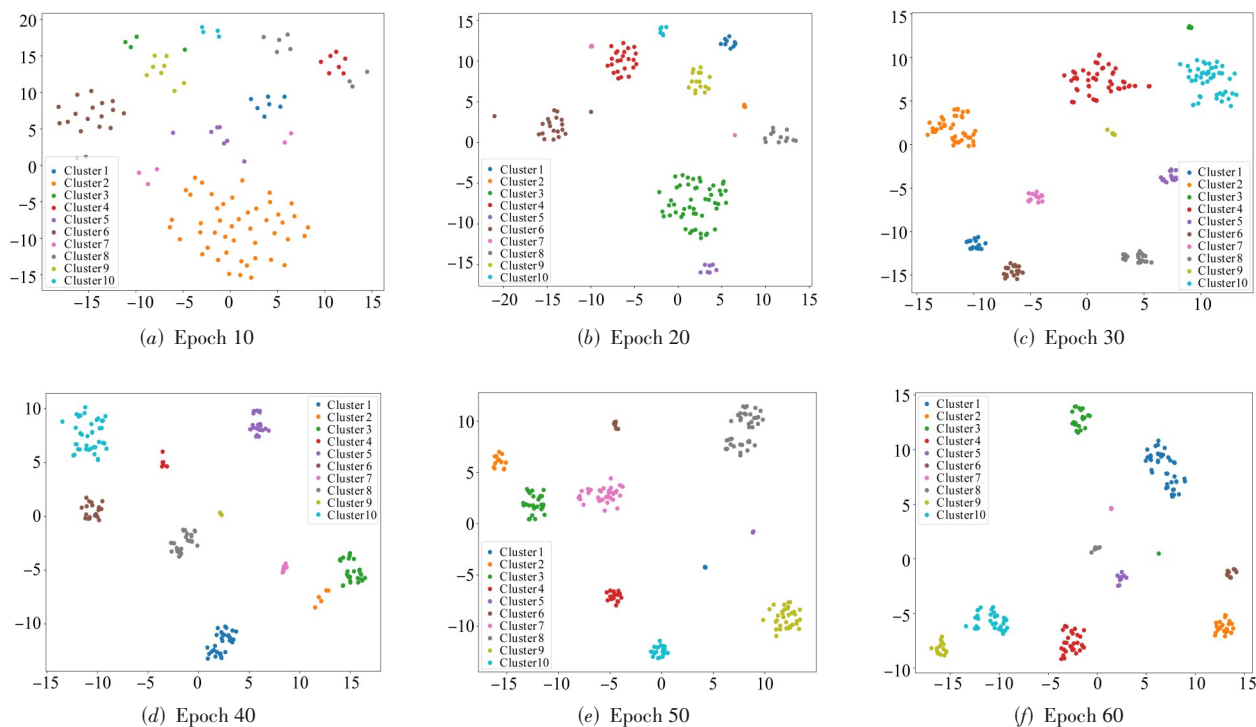 20
15
10
5
0
−5
−10
−15
Cluster1
Cluster2
Cluster3
Cluster4
Cluster5
Cluster6
Cluster7
Cluster8
Cluster9
Cluster10
−15 −10 −5 0 5 10 15
(a) Epoch 10
15
10
5
0
−5
−10
−15
Cluster1
Cluster2
Cluster3
Cluster4
Cluster5
Cluster6
Cluster7
Cluster8
Cluster9
Cluster10
−20 −15 −10 −5 0 5 10 15
(b) Epoch 20
15
10
5
0
−5
−10
−15
Cluster1
Cluster2
Cluster3
Cluster4
Cluster5
Cluster6
Cluster7
Cluster8
Cluster9
Cluster10
−10 −5 0 5 10
(c) Epoch 30
10
5
0
−5
−10
Cluster1
Cluster2
Cluster3
Cluster4
Cluster5
Cluster6
Cluster7
Cluster8
Cluster9
Cluster10
−15 −10 −5 0 5 10 15
(d) Epoch 40
10
5
0
−5
−10
Cluster1
Cluster2
Cluster3
Cluster4
Cluster5
Cluster6
Cluster7
Cluster8
Cluster9
Cluster10
−15 −10 −5 0 5 10
(e) Epoch 50
15
10
5
0
−5
−10
Cluster1
Cluster2
Cluster3
Cluster4
Cluster5
Cluster6
Cluster7
Cluster8
Cluster9
Cluster10
−15 −10 −5 0 5 10 15
(f) Epoch 60